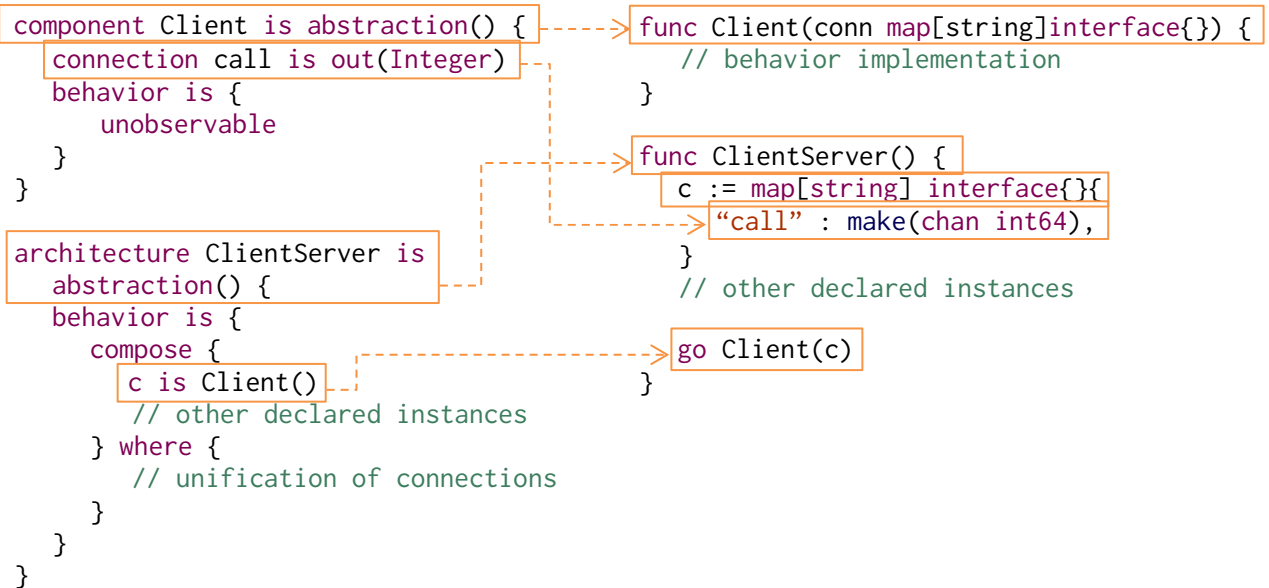 component Client is abstraction() {
connection call is out(Integer)
behavior is {
unobservable
}
}
architecture ClientServer is
abstraction() {
behavior is {
compose {
c is Client()
// other declared instances
} where {
// unification of connections
}
}
}
func Client(conn map[string]interface{}) {
// behavior implementation
}
func ClientServer() {
c := map[string] interface{}{
“call” : make(chan int64),
}
// other declared instances
go Client(c)
}